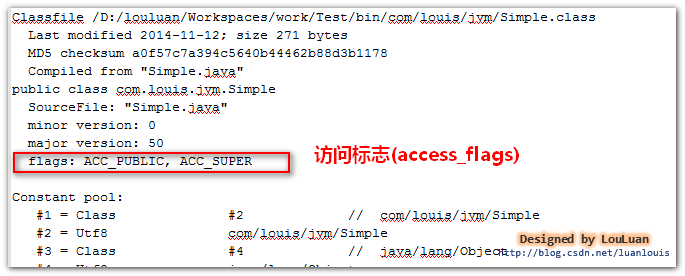 Classfile /D:/louluan/Workspaces/work/Test/bin/com/louis/jvm/Simple.class
Last modified 2014-11-12; size 271 bytes
MD5 checksum a0f57c7a394c5640b44462b88d3b1178
Compiled from "Simple.java"
public class com.louis.jvm.Simple
SourceFile: "Simple.java"
minor version: 0
major version: 50
flags: ACC_PUBLIC, ACC_SUPER
访问标志(access_flags)
Constant pool:
#1 = Class #2 // com/louis/jvm/Simple
#2 = Utf8 com/louis/jvm/Simple
#3 = Class #4 // java/lang/Object
Designed by LouLuan
http://blog.csdn.net/luanlouis